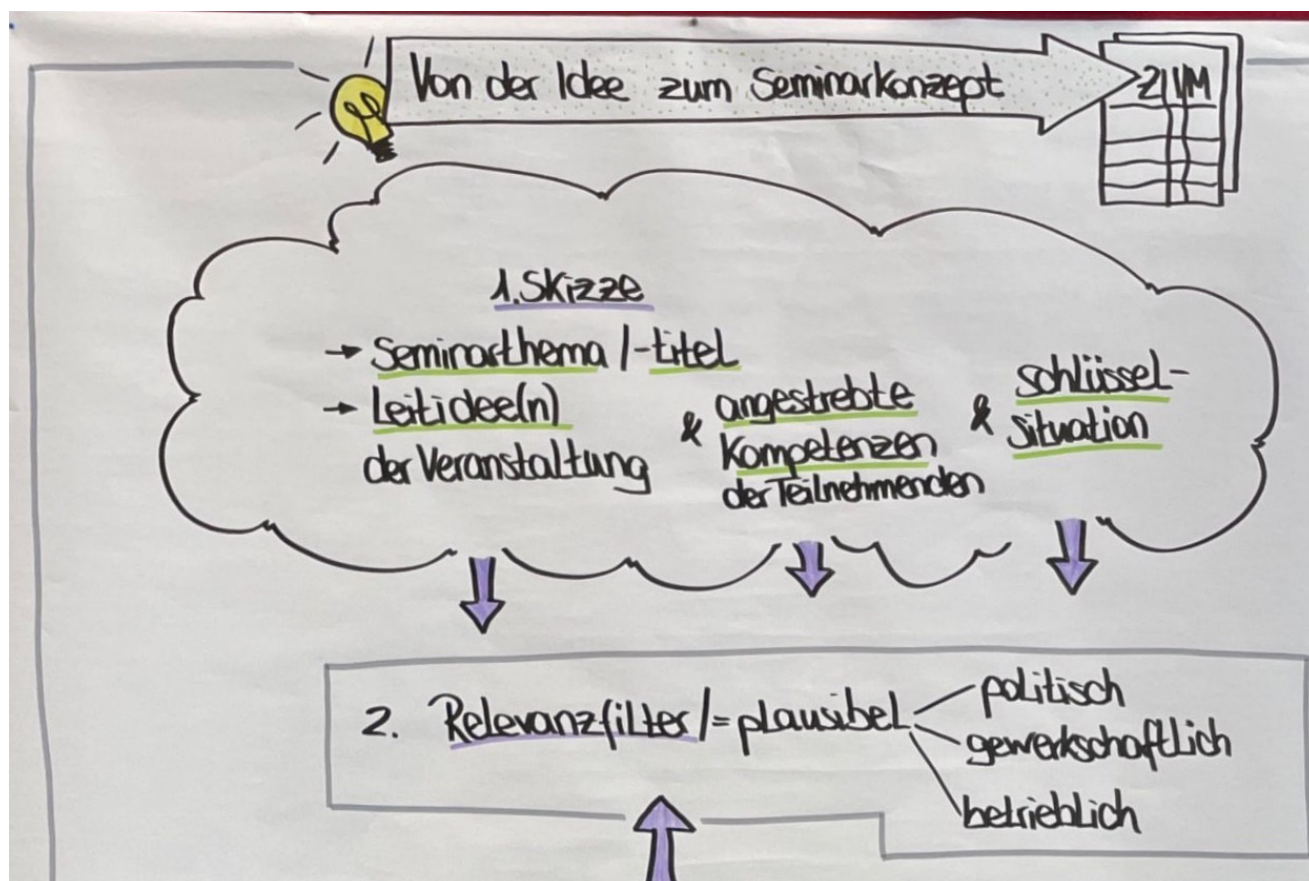 Von der Idee zum Seminarkonzept
Z I I/M
1. Skizze
→ Seminarthema / -titel
→ Leitidee(n)
der Veranstaltung
& angestrebte
Kompetenzen
der Teilnehmenden
& Schlüssel-
situation
2. Relevanzfilter / = plausibel
politisch
gewerkschaftlich
betrieblich